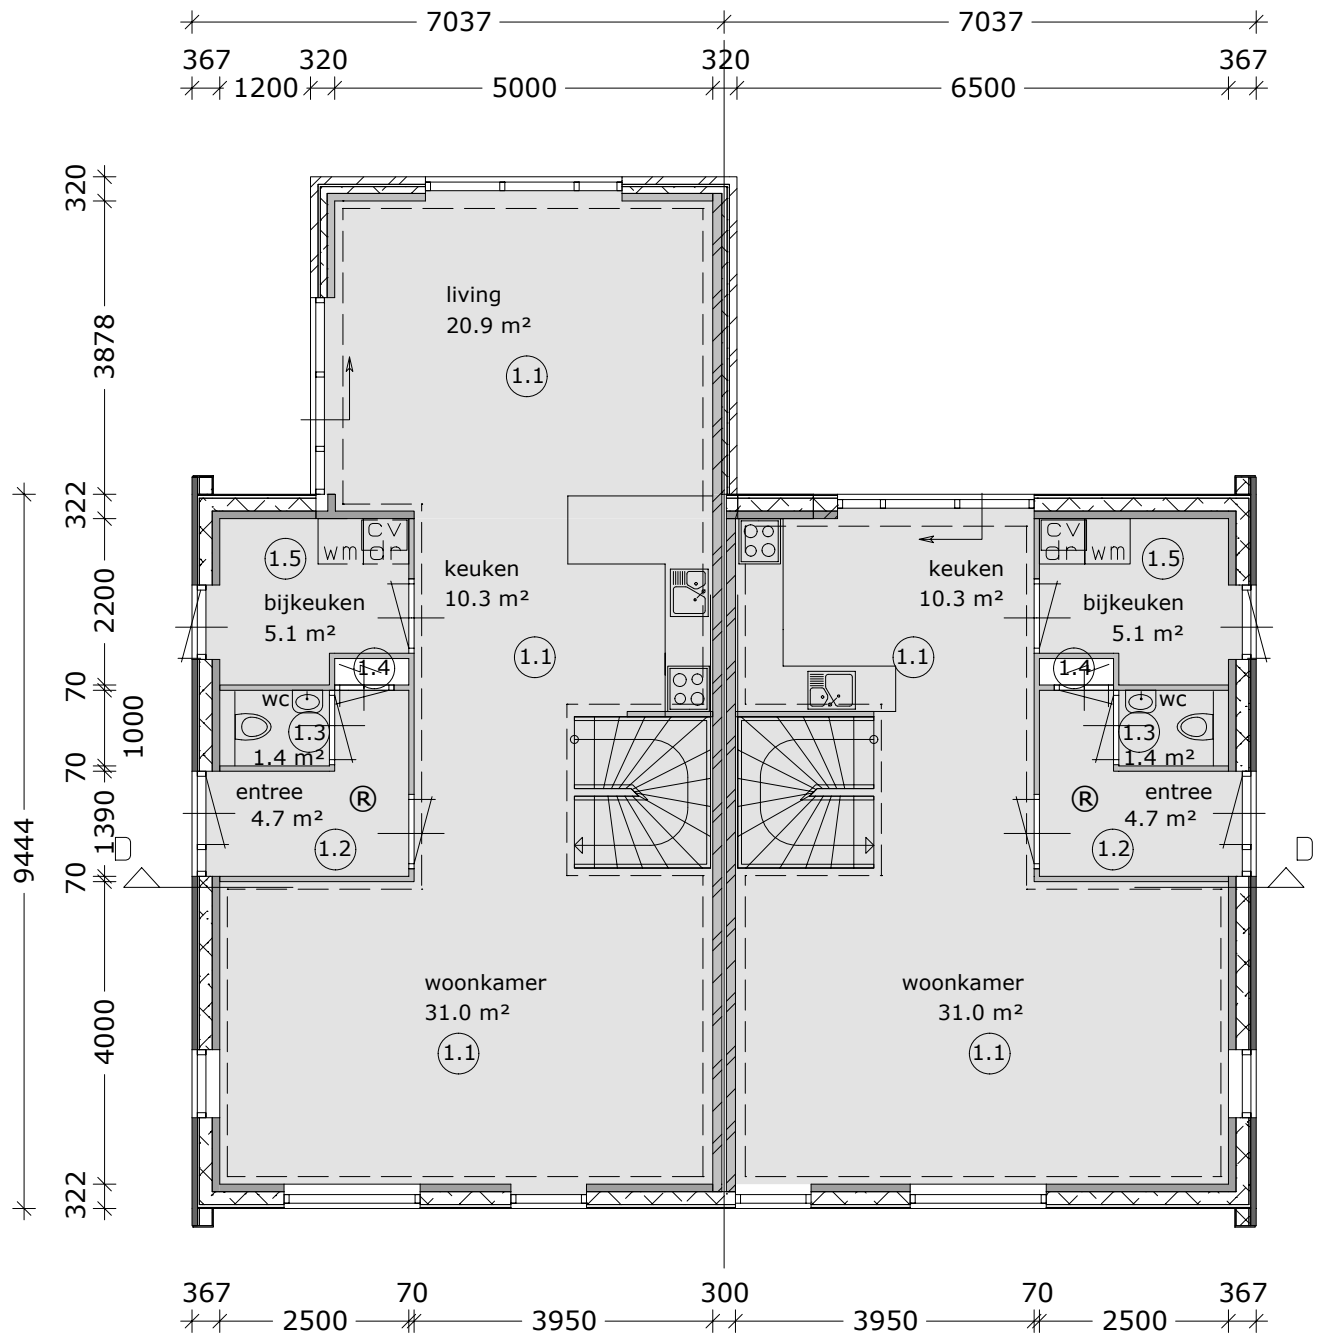 7037 7037
367 320 320 367
1200 5000 6500
320
3878
322
2200
70
1000
70
1390
70
4000
322
9444
living
20.9 m²
1.1
cv
wm dr
1.5
bijkeuken
5.1 m²
keuken
10.3 m²
1.1
1.4
wc
1.3
1.4 m²
entree
4.7 m²
®
1.2
D
woonkamer
31.0 m²
1.1
keuken
10.3 m²
1.1
cv
dr wm
1.5
bijkeuken
5.1 m²
1.4
wc
1.3
1.4 m²
entree
4.7 m²
®
1.2
D
woonkamer
31.0 m²
1.1
367 70 300 70 367
2500 3950 3950 2500